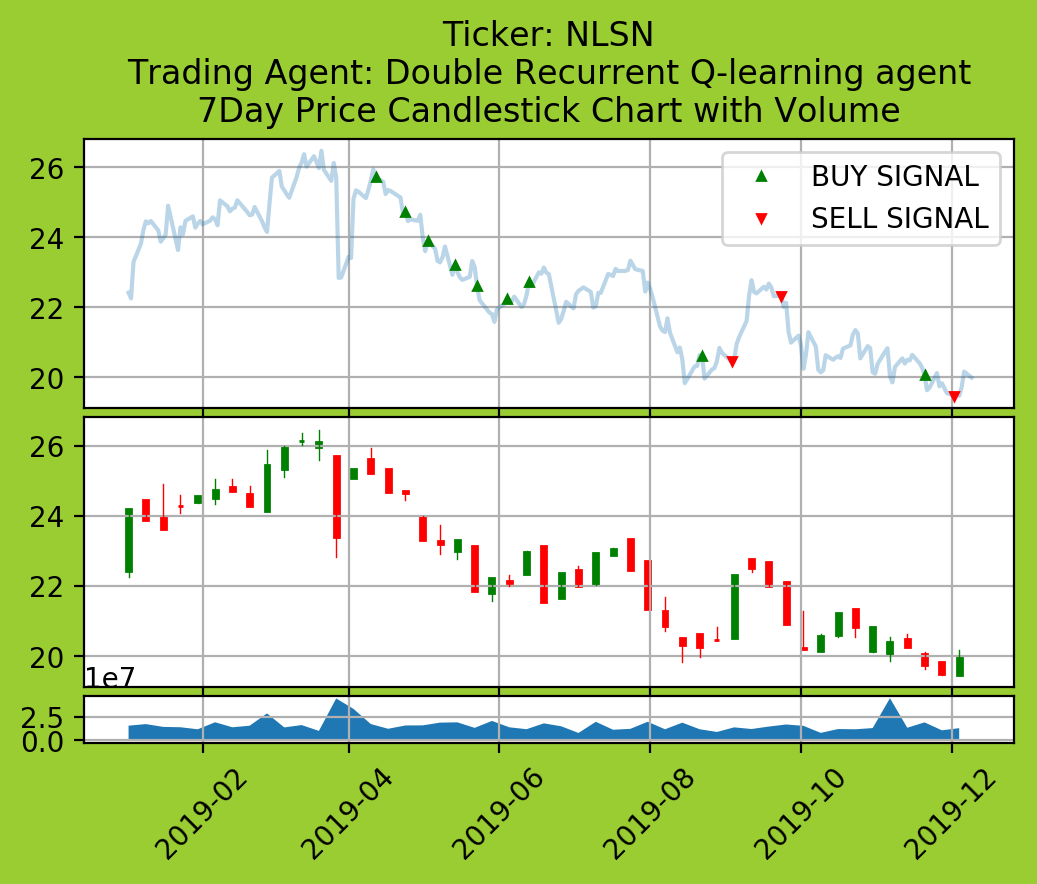 Ticker: NLSN
Trading Agent: Double Recurrent Q-learning agent
7Day Price Candlestick Chart with Volume
26
24
22
20
BUY SIGNAL
SELL SIGNAL
26
24
22
20
1e7
2.5
0.0
2019-02
2019-04
2019-06
2019-08
2019-10
2019-12